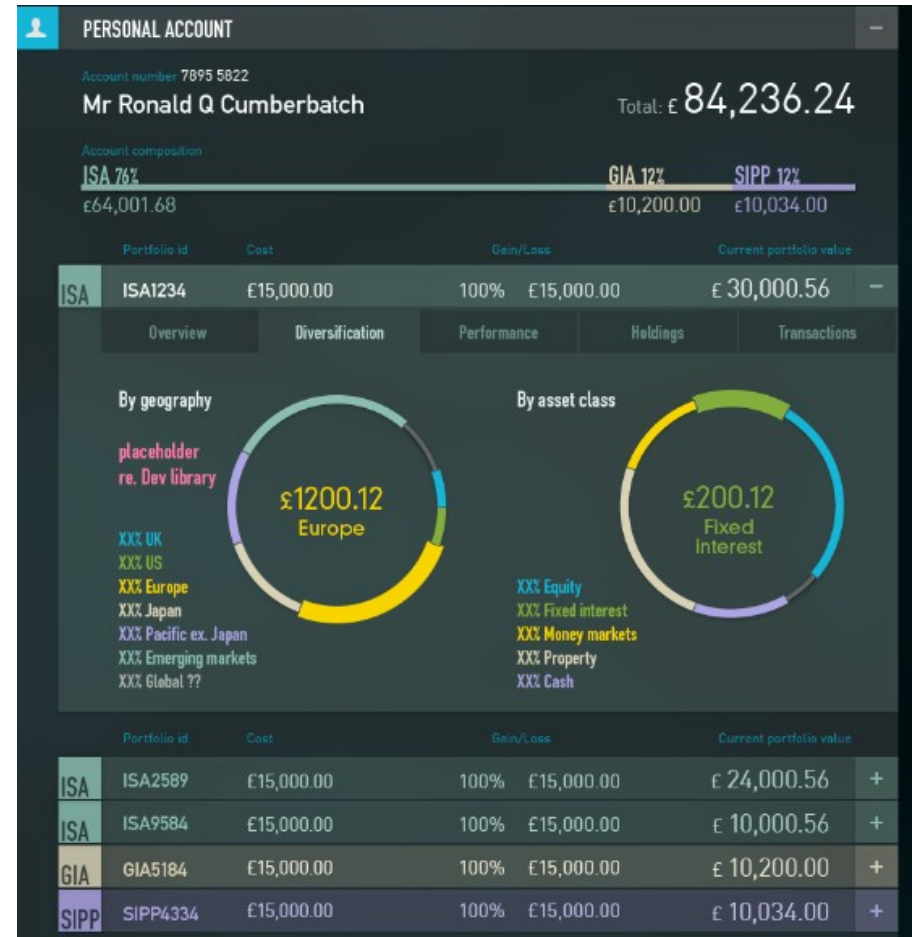 PERSONAL ACCOUNT
Account number 7895 5822
Mr Ronald Q Cumberbatch
Total: £ 84,236.24
Account composition
ISA 76% GIA 12% SIPP 12%
£64,001.68 £10,200.00 £10,034.00
Portfolio id Cost Gain/Loss Current portfolio value
ISA ISA1234 £15,000.00 100% £15,000.00 £ 30,000.56 −
Overview Diversification Performance Holdings Transactions
By geography
placeholder
re. Dev library
£1200.12
Europe
XX% UK
XX% US
XX% Europe
XX% Japan
XX% Pacific ex. Japan
XX% Emerging markets
XX% Global ??
By asset class
£200.12
Fixed
interest
XX% Equity
XX% Fixed interest
XX% Money markets
XX% Property
XX% Cash
Portfolio id Cost Gain/Loss Current portfolio value
ISA ISA2589 £15,000.00 100% £15,000.00 £ 24,000.56 +
ISA ISA9584 £15,000.00 100% £15,000.00 £ 10,000.56 +
GIA GIA5184 £15,000.00 100% £15,000.00 £ 10,200.00 +
SIPP SIPP4334 £15,000.00 100% £15,000.00 £ 10,034.00 +